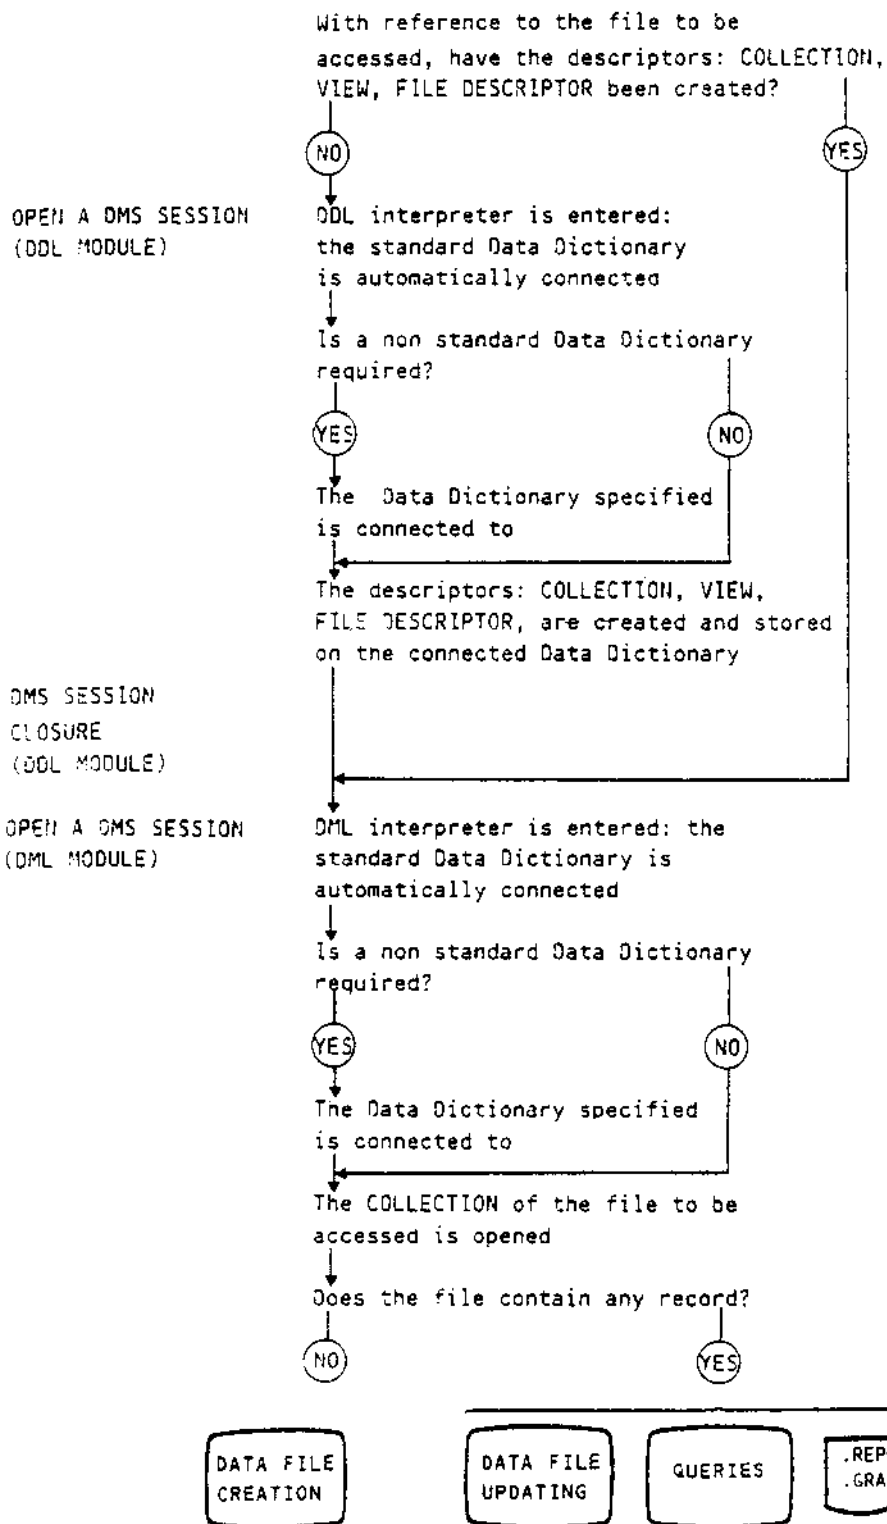 With reference to the file to be
accessed, have the descriptors: COLLECTION,
VIEW, FILE DESCRIPTOR been created?
NO
YES
OPEN A DMS SESSION
(DDL MODULE)
DDL interpreter is entered:
the standard Data Dictionary
is automatically connected
Is a non standard Data Dictionary
required?
YES
NO
The Data Dictionary specified
is connected to
The descriptors: COLLECTION, VIEW,
FILE DESCRIPTOR, are created and stored
on the connected Data Dictionary
DMS SESSION
CLOSURE
(DDL MODULE)
OPEN A DMS SESSION
(DML MODULE)
DML interpreter is entered: the
standard Data Dictionary is
automatically connected
Is a non standard Data Dictionary
required?
YES
NO
The Data Dictionary specified
is connected to
The COLLECTION of the file to be
accessed is opened
Does the file contain any record?
NO
YES
DATA FILE
CREATION
DATA FILE
UPDATING
QUERIES
.REP
.GRA